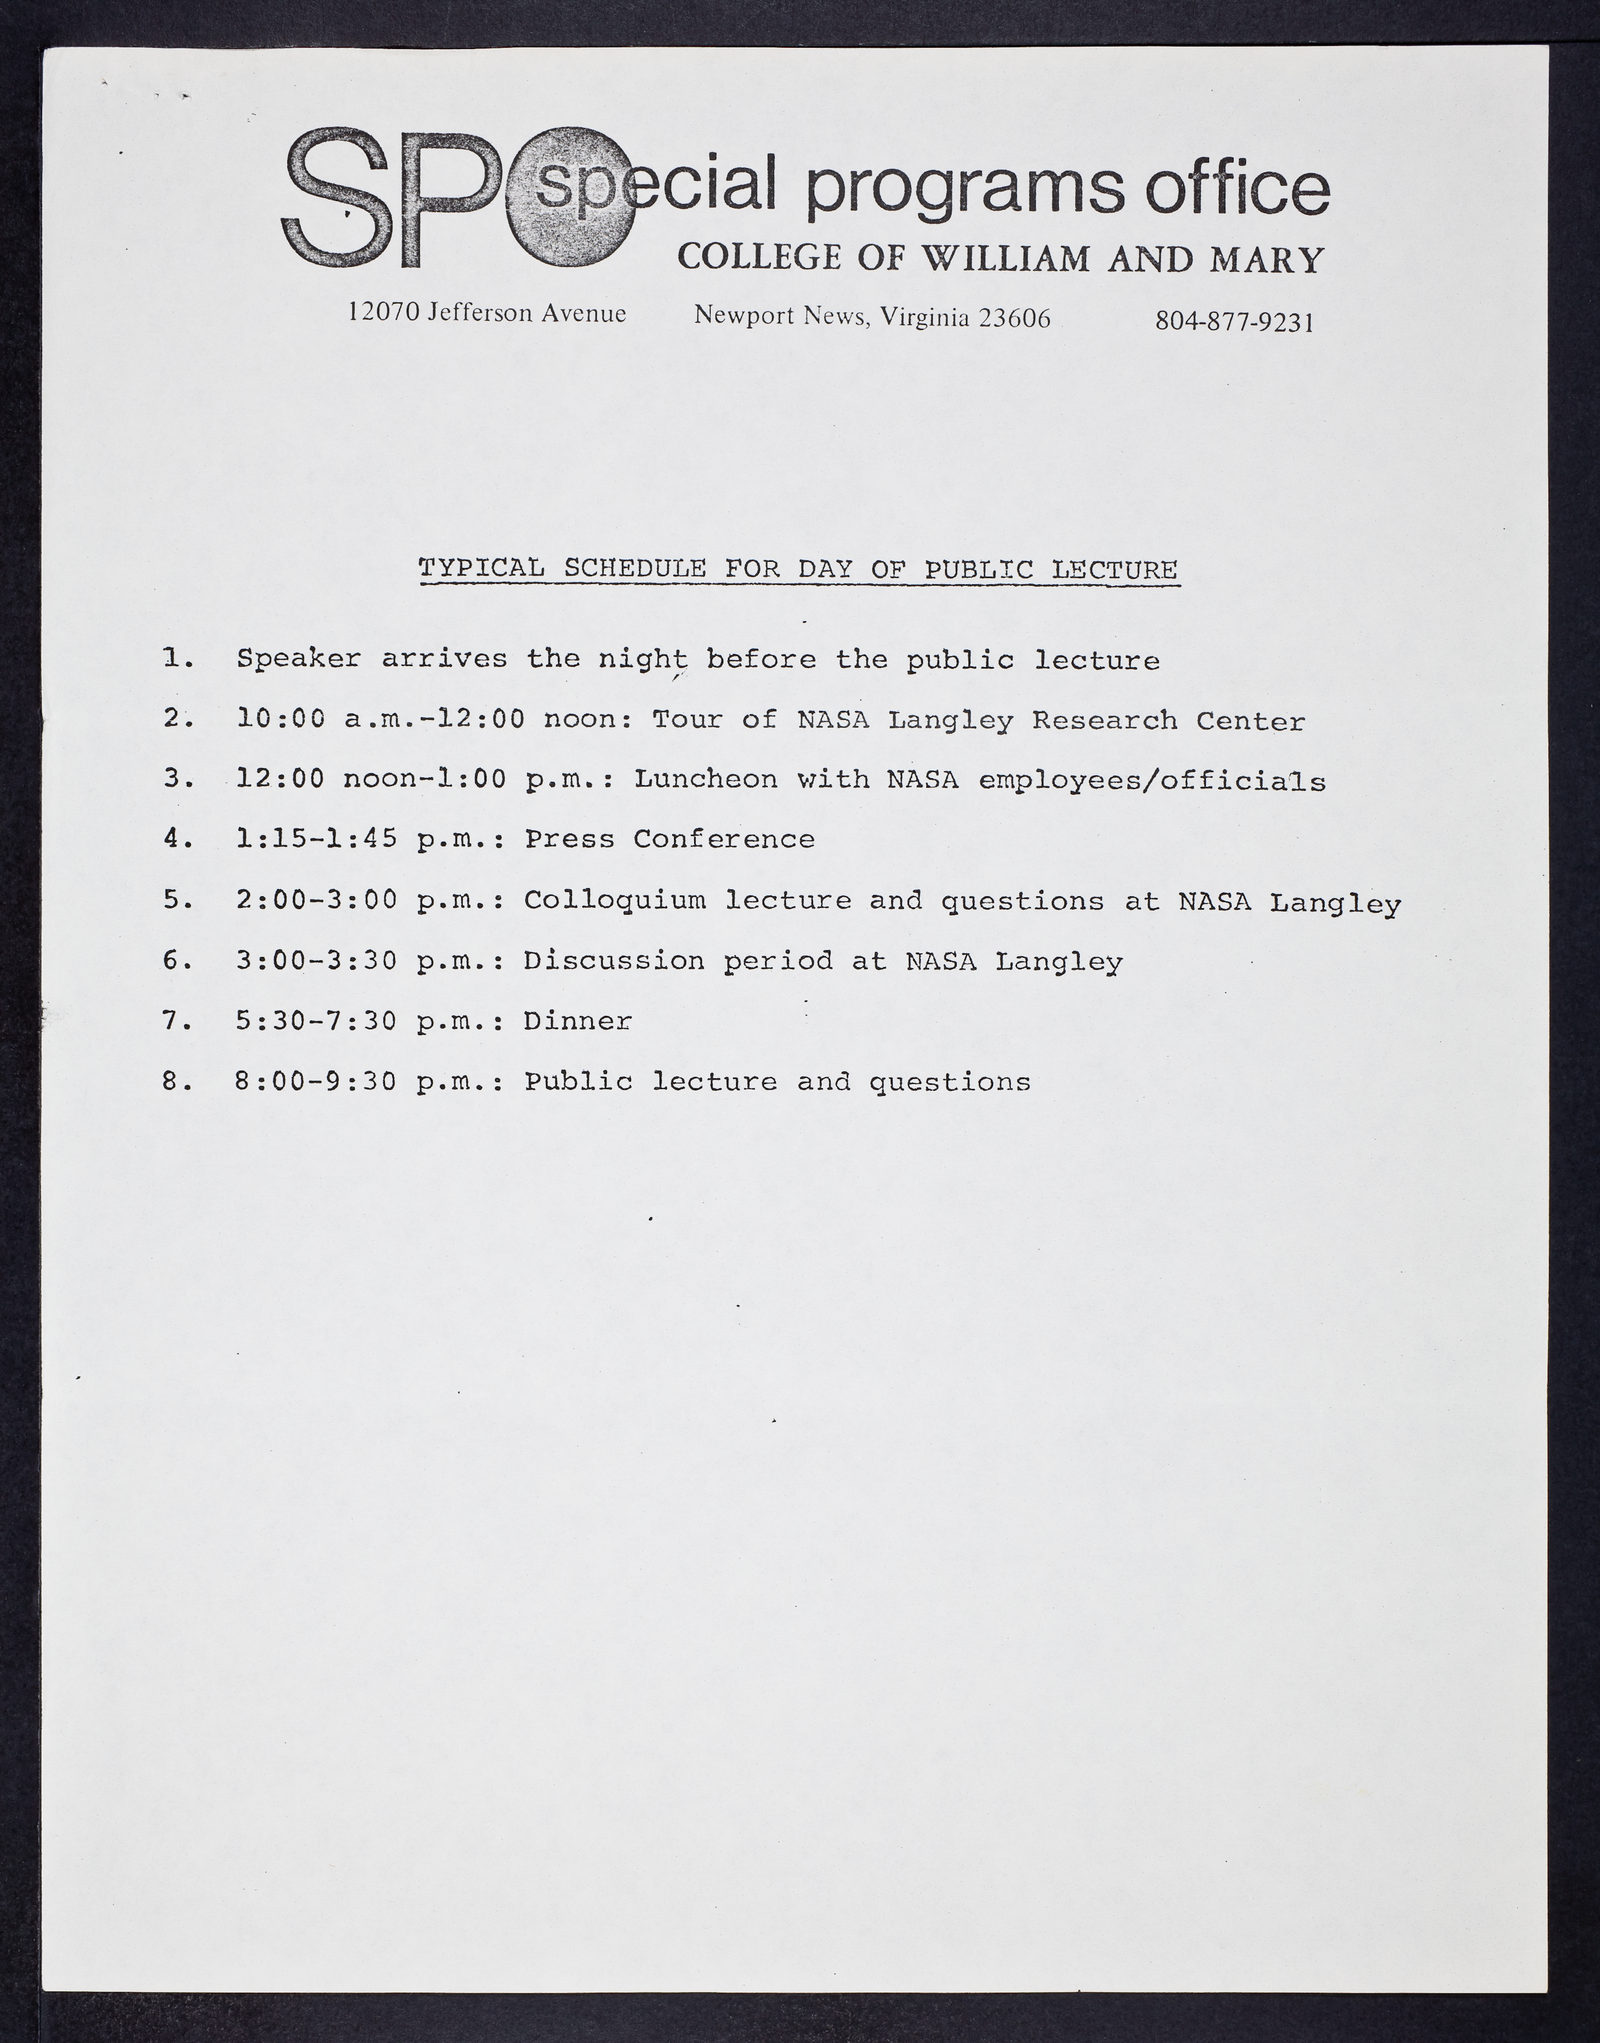 SPO special programs office
COLLEGE OF WILLIAM AND MARY
12070 Jefferson Avenue Newport News, Virginia 23606 804-877-9231
TYPICAL SCHEDULE FOR DAY OF PUBLIC LECTURE
1. Speaker arrives the night before the public lecture
2. 10:00 a.m.-12:00 noon: Tour of NASA Langley Research Center
3. 12:00 noon-1:00 p.m.: Luncheon with NASA employees/officials
4. 1:15-1:45 p.m.: Press Conference
5. 2:00-3:00 p.m.: Colloquium lecture and questions at NASA Langley
6. 3:00-3:30 p.m.: Discussion period at NASA Langley
7. 5:30-7:30 p.m.: Dinner
8. 8:00-9:30 p.m.: Public lecture and questions